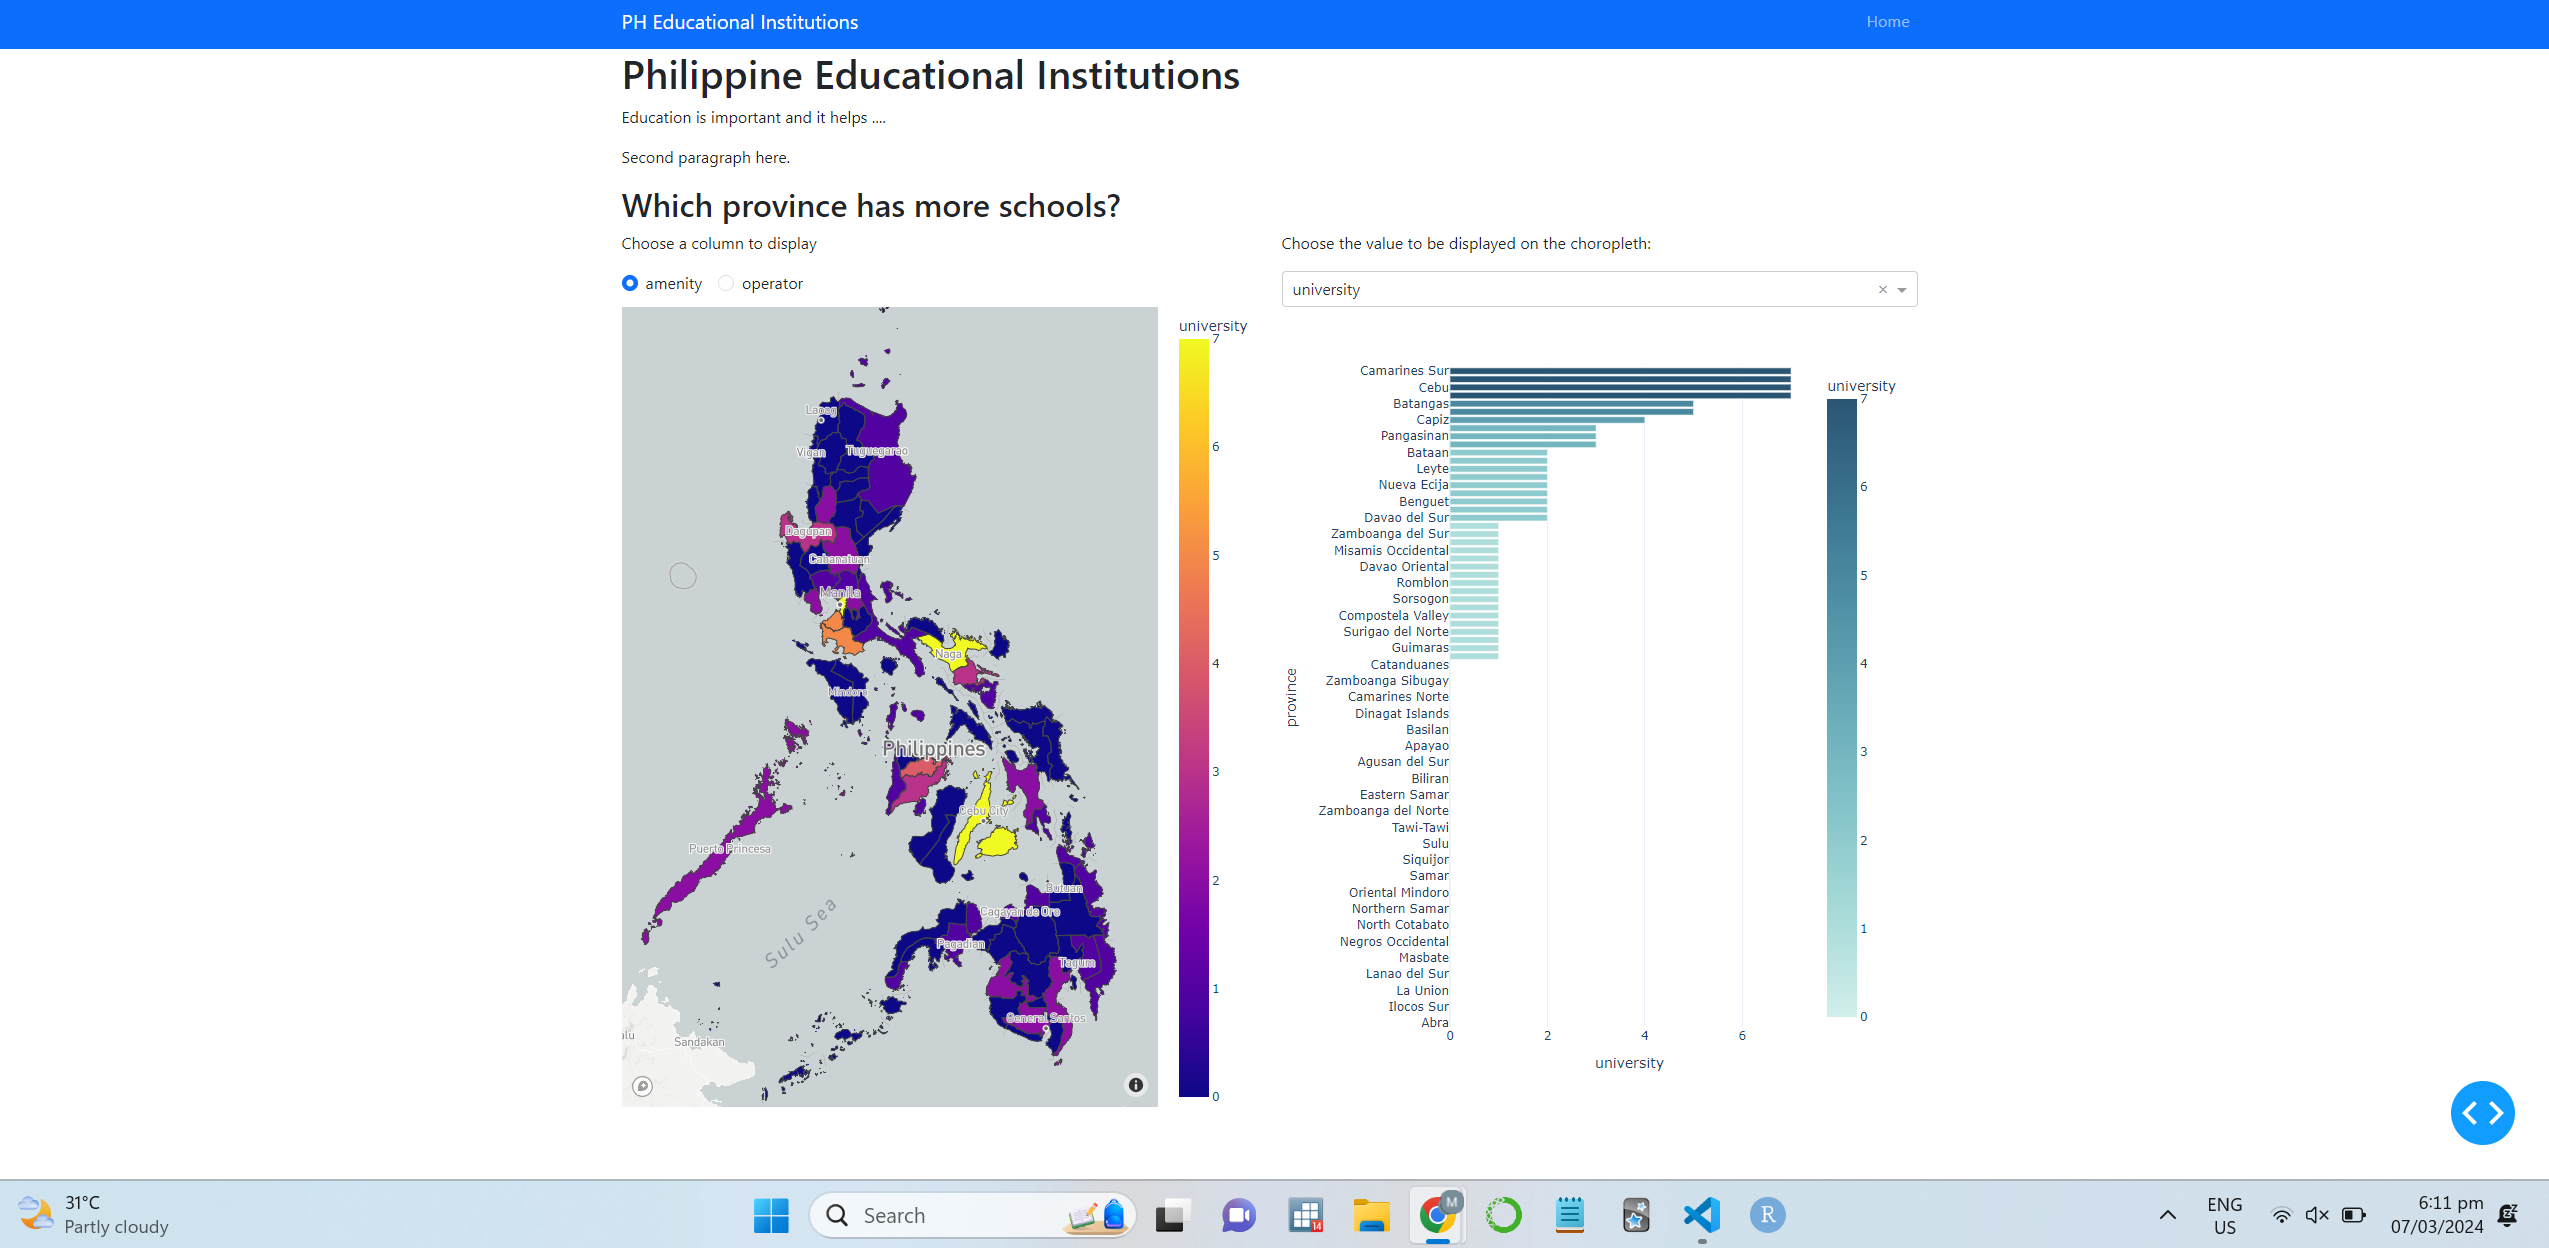 PH Educational Institutions
Home
Philippine Educational Institutions
Education is important and it helps ....
Second paragraph here.
Which province has more schools?
Choose a column to display
amenity
operator
Choose the value to be displayed on the choropleth:
university
×
Laoag
Vigan
Tuguegarao
Dagupan
Cabanatuan
Manila
Naga
Mindoro
Philippines
Cebu City
Puerto Princesa
Butuan
Cagayan de Oro
Sulu Sea
Pagadian
Tagum
General Santos
alu
Sandakan
university
7
6
5
4
3
2
1
0
Camarines Sur
Cebu
Batangas
Capiz
Pangasinan
Bataan
Leyte
Nueva Ecija
Benguet
Davao del Sur
Zamboanga del Sur
Misamis Occidental
Davao Oriental
Romblon
Sorsogon
Compostela Valley
Surigao del Norte
Guimaras
Catanduanes
Zamboanga Sibugay
Camarines Norte
Dinagat Islands
Basilan
Apayao
Agusan del Sur
Biliran
Eastern Samar
Zamboanga del Norte
Tawi-Tawi
Sulu
Siquijor
Samar
Oriental Mindoro
Northern Samar
North Cotabato
Negros Occidental
Masbate
Lanao del Sur
La Union
Ilocos Sur
Abra
province
0 2 4 6
university
university
7
6
5
4
3
2
1
0
31°C
Partly cloudy
Search
14
M
R
ENG
US
6:11 pm
07/03/2024